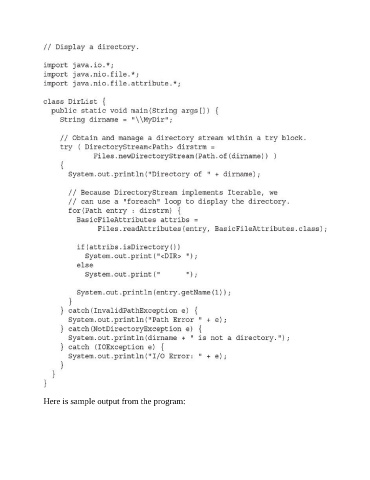 // Display a directory.
import java.io.*;
import java.nio.file.*;
import java.nio.file.attribute.*;
class DirList {
public static void main(String args[]) {
String dirname = "\\MyDir";
// Obtain and manage a directory stream within a try block.
try ( DirectoryStream<Path> dirstrm =
Files.newDirectoryStream(Path.of(dirname)) )
{
System.out.println("Directory of " + dirname);
// Because DirectoryStream implements Iterable, we
// can use a "foreach" loop to display the directory.
for(Path entry : dirstrm) {
BasicFileAttributes attribs =
Files.readAttributes(entry, BasicFileAttributes.class);
if(attribs.isDirectory())
System.out.print("<DIR> ");
else
System.out.print("      ");
System.out.println(entry.getName(1));
}
} catch(InvalidPathException e) {
System.out.println("Path Error " + e);
} catch(NotDirectoryException e) {
System.out.println(dirname + " is not a directory.");
} catch (IOException e) {
System.out.println("I/O Error: " + e);
}
}
}
Here is sample output from the program: